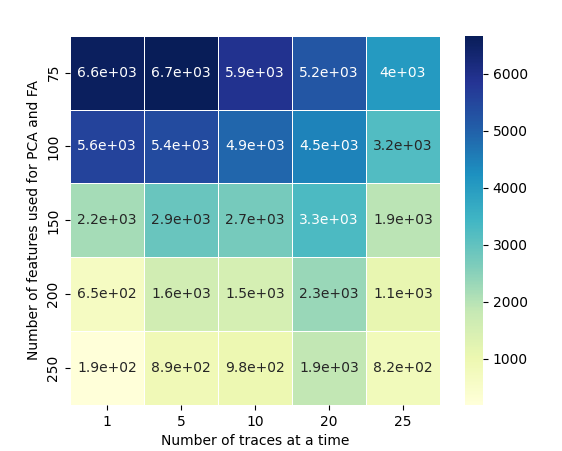 Number of features used for PCA and FA
75 6.6e+03 6.7e+03 5.9e+03 5.2e+03 4e+03
100 5.6e+03 5.4e+03 4.9e+03 4.5e+03 3.2e+03
150 2.2e+03 2.9e+03 2.7e+03 3.3e+03 1.9e+03
200 6.5e+02 1.6e+03 1.5e+03 2.3e+03 1.1e+03
250 1.9e+02 8.9e+02 9.8e+02 1.9e+03 8.2e+02
1 5 10 20 25
Number of traces at a time
6000
5000
4000
3000
2000
1000